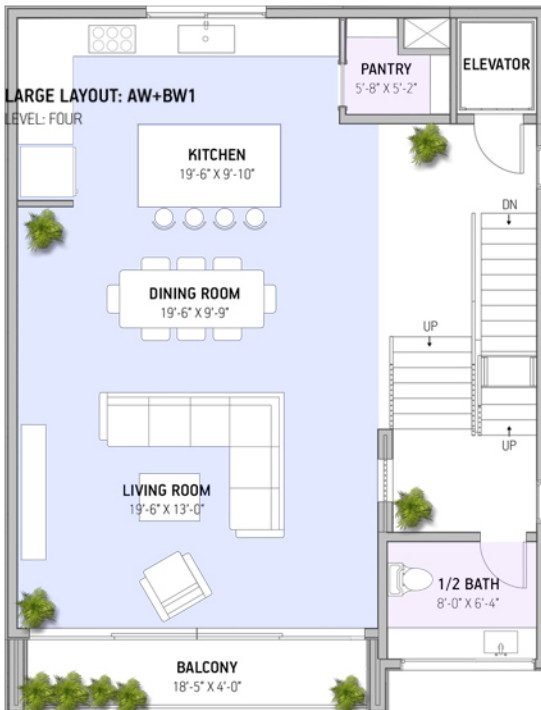 PANTRY
5'-8" X 5'-2"
ELEVATOR
LARGE LAYOUT: AW+BW1
LEVEL: FOUR
KITCHEN
19'-6" X 9'-10"
DN
DINING ROOM
19'-6" X 9'-9"
UP
UP
LIVING ROOM
19'-6" X 13'-0"
1/2 BATH
8'-0" X 6'-4"
BALCONY
18'-5" X 4'-0"